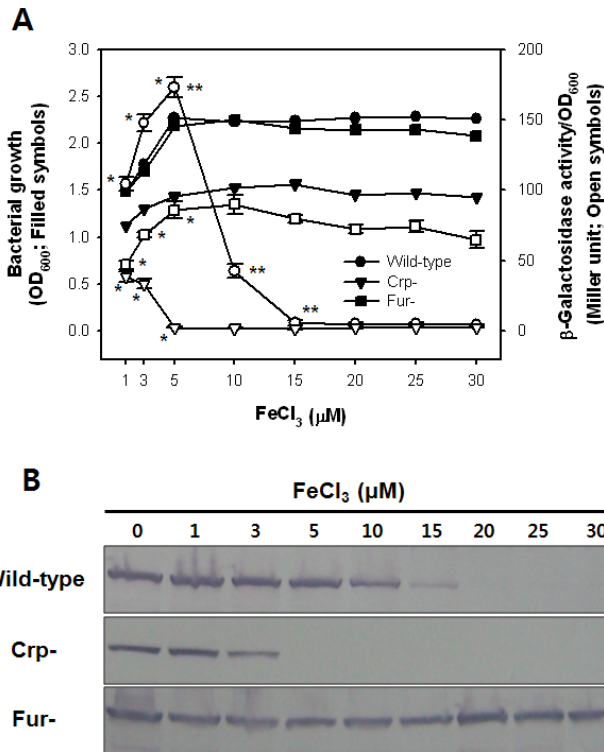 A
3.0
2.5
2.0
1.5
1.0
0.5
0.0
Bacterial growth
(OD600; Filled symbols)
200
150
100
50
0
β-Galactosidase activity/OD600
(Miller unit; Open symbols)
* * * ** ** **
* * * * * *
Wild-type
Crp-
Fur-
1 3 5 10 15 20 25 30
FeCl3 (μM)
B
FeCl3 (μM)
0 1 3 5 10 15 20 25 30
Wild-type
Crp-
Fur-